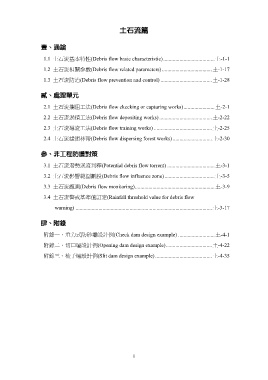 土石流篇
壹、通論
1.1 土石流基本特性(Debris flow basic characteristic) 土-1-1
1.2 土石流相關參數(Debris flow related parameters) 土-1-17
1.3 土石流防治(Debris flow prevention and control) 土-1-28
貳、處理單元
2.1 土石流攔阻工法(Debris flow checking or capturing works) 土-2-1
2.2 土石流淤積工法(Debris flow depositing works) 土-2-22
2.3 土石流導流工法(Debris flow training works) 土-2-25
2.4 土石流緩衝林帶(Debris flow dispersing forest works) 土-2-30
參、非工程防護對策
3.1 土石流潛勢溪流判釋(Potential debris flow torrent) 土-3-1
3.2 土石流影響範圍劃設(Debris flow influence zone) 土-3-5
3.3 土石流觀測(Debris flow monitoring) 土-3-9
3.4 土石流警戒基準值訂定(Rainfall threshold value for debris flow
warning) 土-3-17
肆、附錄
附錄一、重力式防砂壩設計例(Check dam design example) 土-4-1
附錄二、切口壩設計例(Opening dam design example) 土-4-22
附錄三、梳子壩設計例(Slit dam design example) 土-4-35